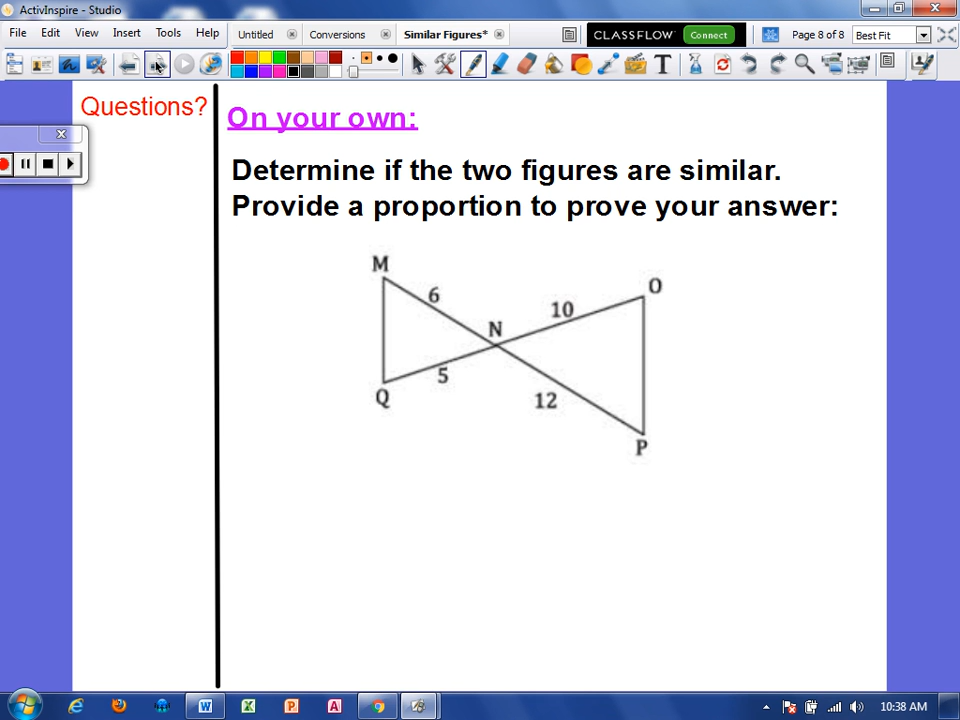 ActivInspire - Studio
File Edit View Insert Tools Help
Untitled Conversions Similar Figures*
CLASSFLOW Connect
Page 8 of 8 Best Fit
Questions?
On your own:
Determine if the two figures are similar.
Provide a proportion to prove your answer:
M
6
O
10
N
5
Q
12
P
10:38 AM